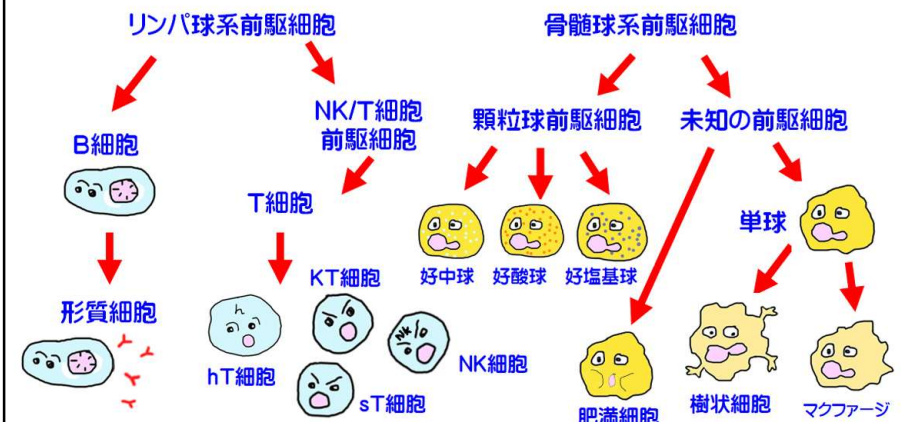 リンパ球系前駆細胞
骨髄球系前駆細胞
NK/T細胞
前駆細胞
顆粒球前駆細胞
未知の前駆細胞
B細胞
T細胞
単球
好中球
好酸球
好塩基球
KT細胞
形質細胞
h
NK
hT細胞
NK細胞
sT細胞
肥満細胞
樹状細胞
マクファージ